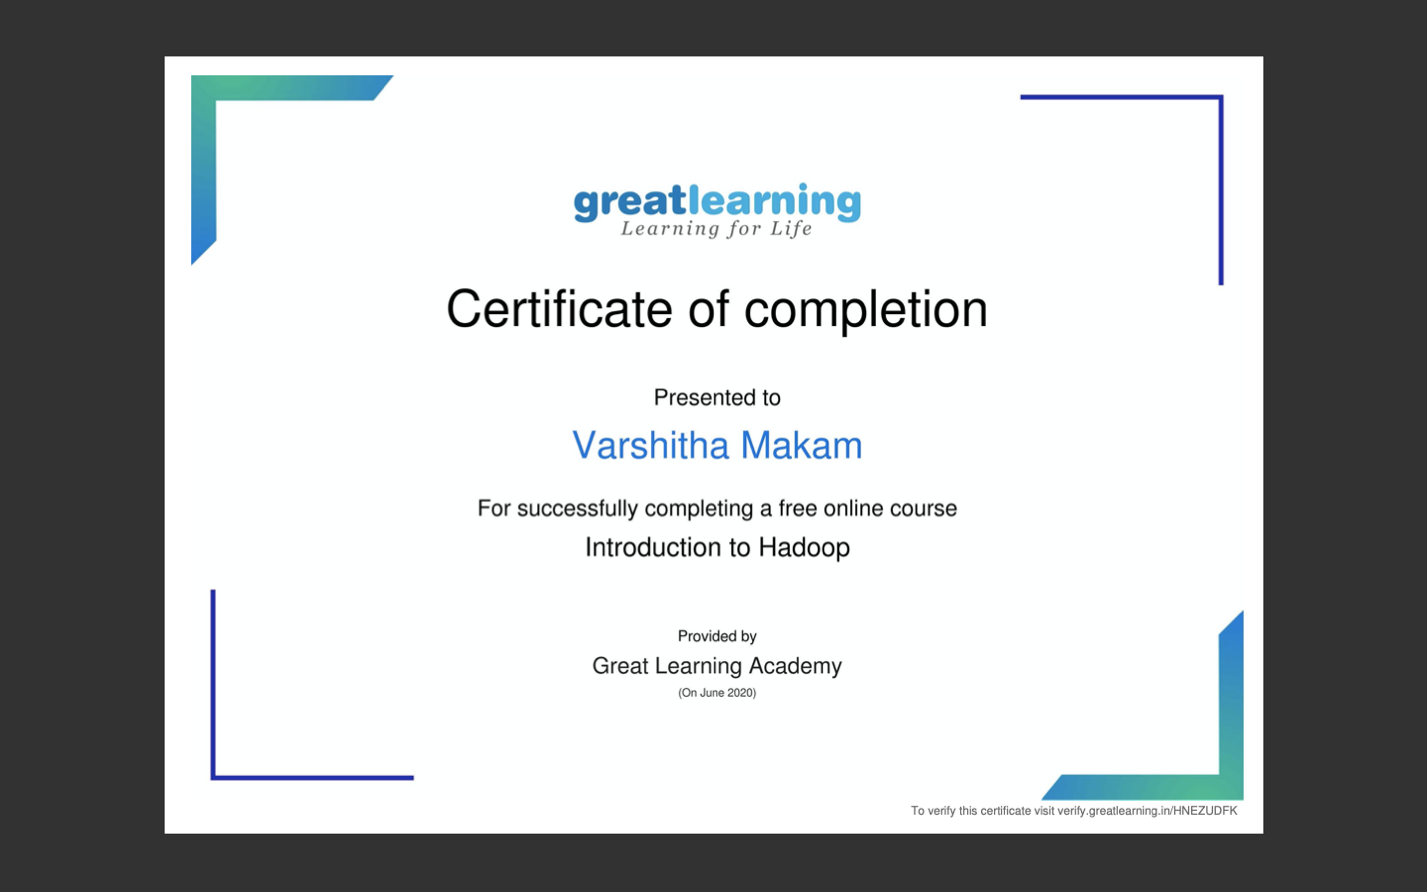 greatlearning
Learning for Life
Certificate of completion
Presented to
Varshitha Makam
For successfully completing a free online course
Introduction to Hadoop
Provided by
Great Learning Academy
(On June 2020)
To verify this certificate visit verify.greatlearning.in/HNEZUDFK